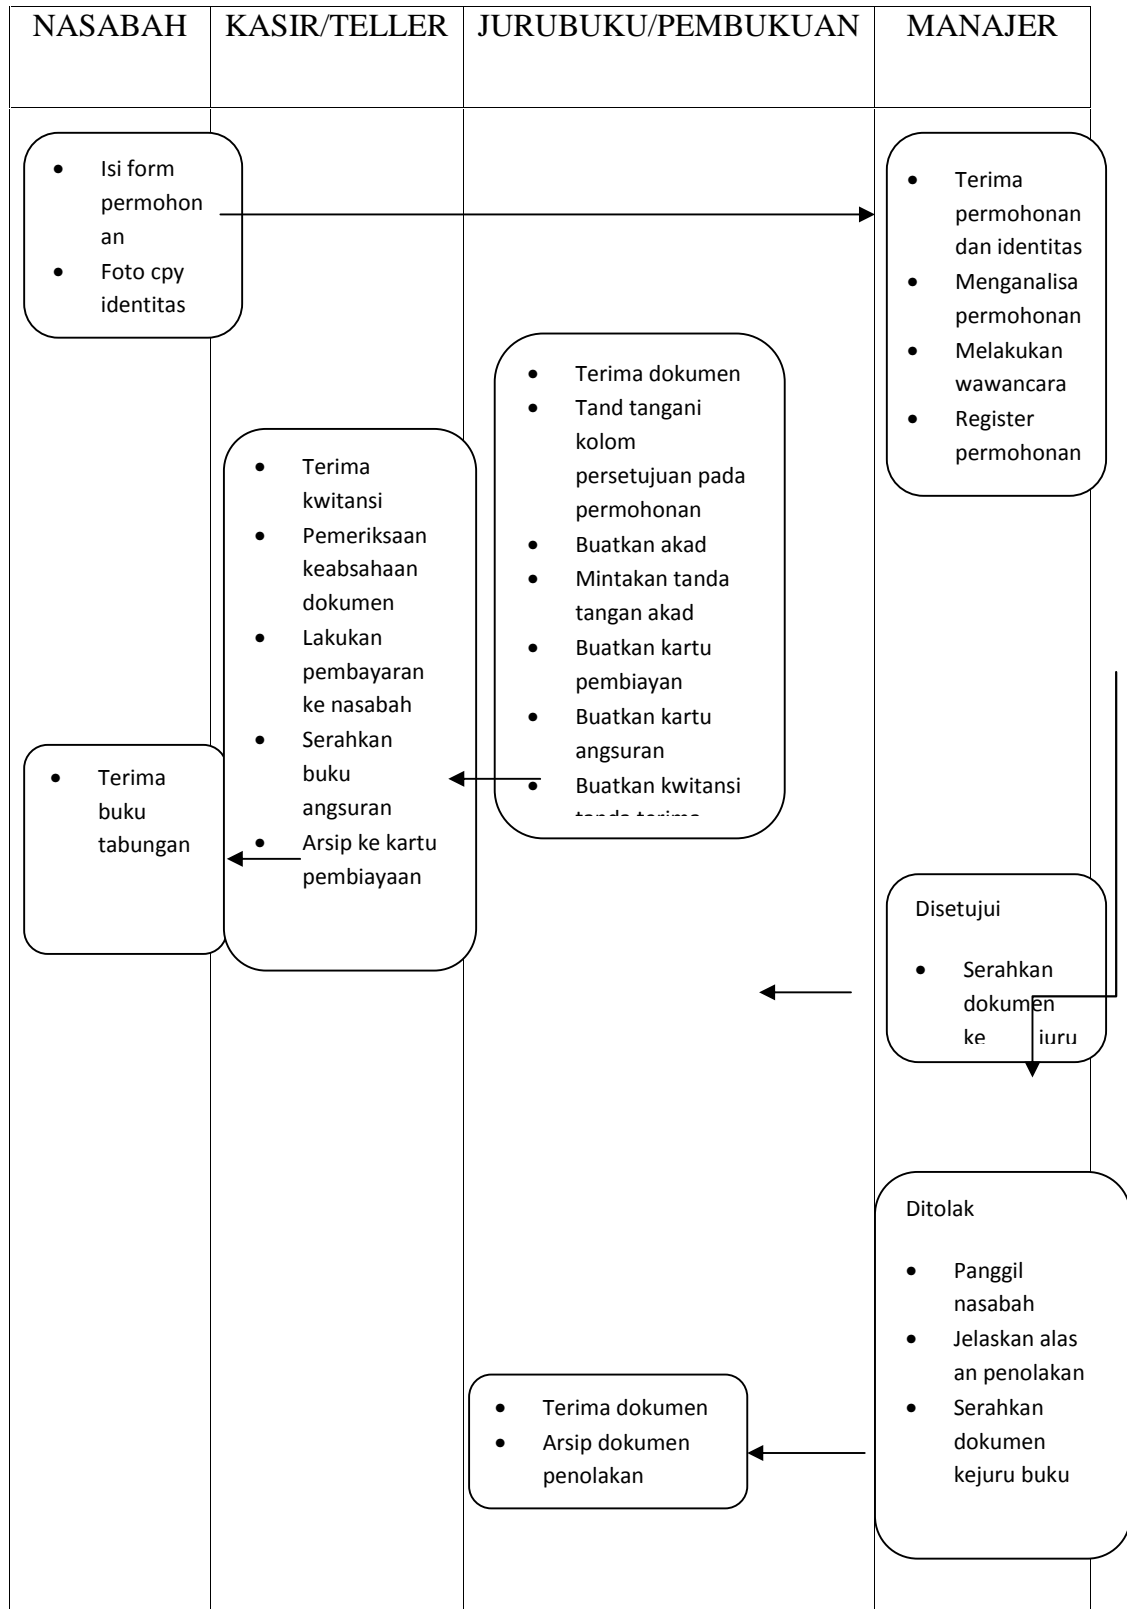 NASABAH
KASIR/TELLER
JURUBUKU/PEMBUKUAN
MANAJER
• Isi form
permohon
an
• Foto cpy
identitas
• Terima
permohonan
dan identitas
• Menganalisa
permohonan
• Melakukan
wawancara
• Register
permohonan
• Terima dokumen
• Tand tangani
kolom
persetujuan pada
permohonan
• Buatkan akad
• Mintakan tanda
tangan akad
• Buatkan kartu
pembiayan
• Buatkan kartu
angsuran
• Buatkan kwitansi
tanda terima
• Terima
kwitansi
• Pemeriksaan
keabsahaan
dokumen
• Lakukan
pembayaran
ke nasabah
• Serahkan
buku
angsuran
• Arsip ke kartu
pembiayaan
• Terima
buku
tabungan
Disetujui
• Serahkan
dokumen
ke juru
Ditolak
• Panggil
nasabah
• Jelaskan alas
an penolakan
• Serahkan
dokumen
kejuru buku
• Terima dokumen
• Arsip dokumen
penolakan